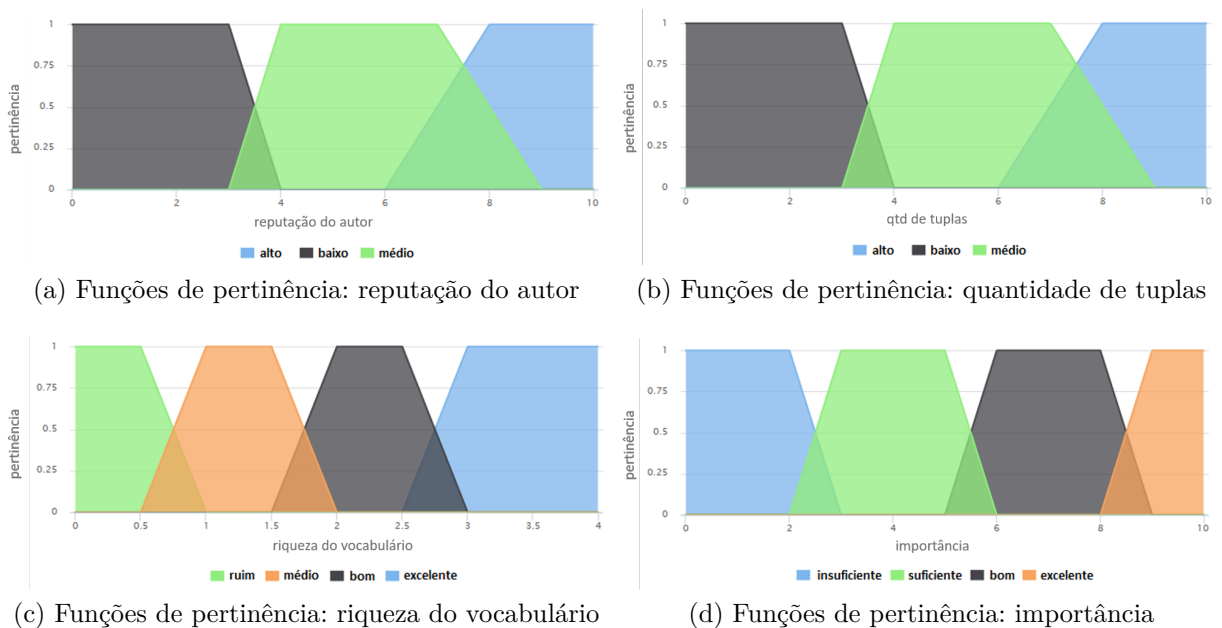 pertinência
1
0.75
0.5
0.25
0
0 2 4 6 8 10
reputação do autor
alto baixo médio
(a) Funções de pertinência: reputação do autor
pertinência
1
0.75
0.5
0.25
0
0 2 4 6 8 10
qtd de tuplas
alto baixo médio
(b) Funções de pertinência: quantidade de tuplas
pertinência
1
0.75
0.5
0.25
0
0 0.5 1 1.5 2 2.5 3 3.5 4
riqueza do vocabulário
ruim médio bom excelente
(c) Funções de pertinência: riqueza do vocabulário
pertinência
1
0.75
0.5
0.25
0
0 2 4 6 8 10
importância
insuficiente suficiente bom excelente
(d) Funções de pertinência: importância